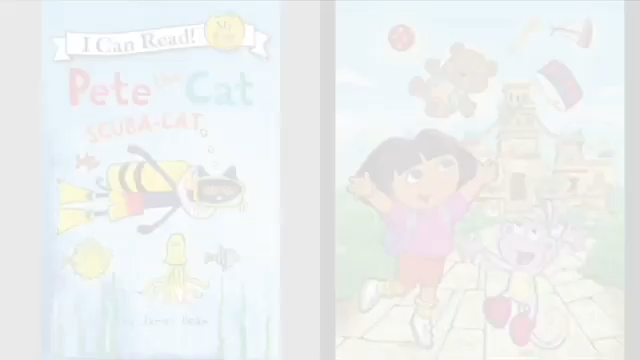 I Can Read!
My
First
Pete the Cat
SCUBA-CAT
James Dean